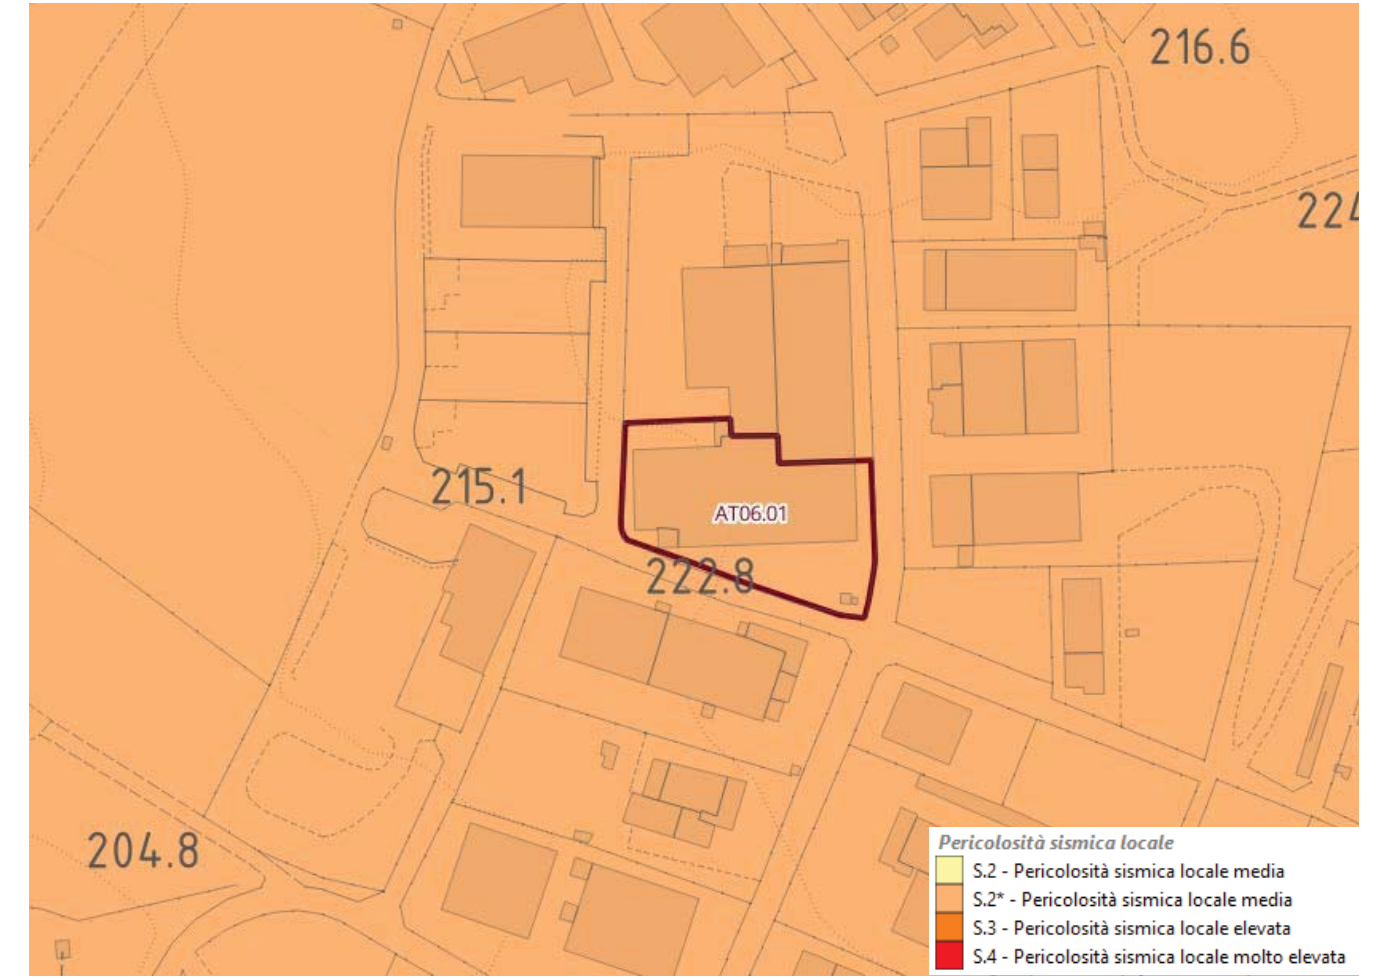 216.6
224
215.1
AT06.01
222.8
204.8
Pericolosità sismica locale
S.2 - Pericolosità sismica locale media
S.2* - Pericolosità sismica locale media
S.3 - Pericolosità sismica locale elevata
S.4 - Pericolosità sismica locale molto elevata